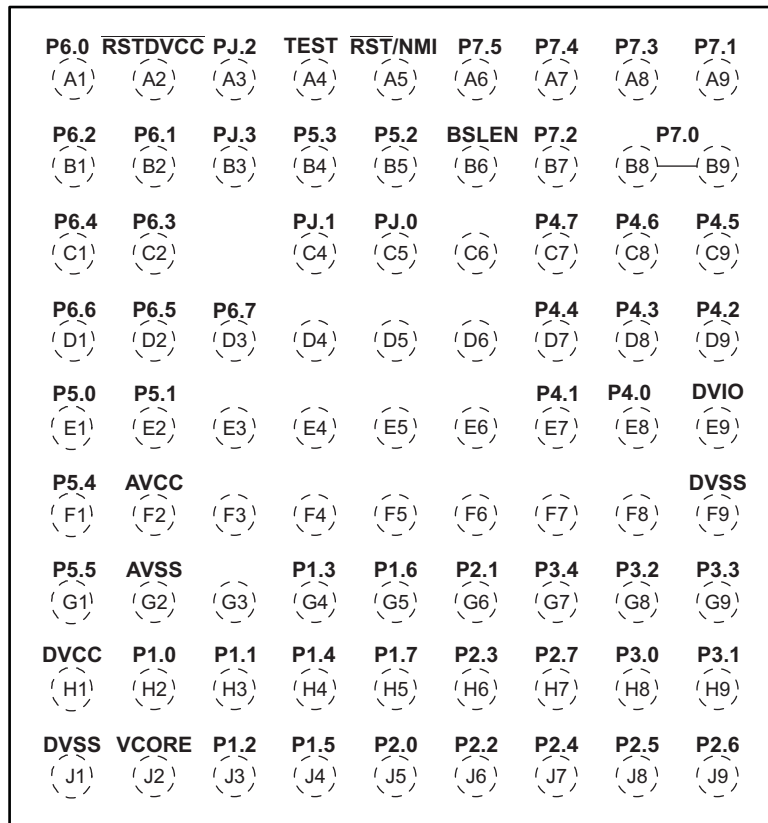 P6.0 RSTDVCC PJ.2 TEST RST/NMI P7.5 P7.4 P7.3 P7.1
A1 A2 A3 A4 A5 A6 A7 A8 A9
P6.2 P6.1 PJ.3 P5.3 P5.2 BSLEN P7.2 P7.0
B1 B2 B3 B4 B5 B6 B7 B8 B9
P6.4 P6.3 PJ.1 PJ.0 P4.7 P4.6 P4.5
C1 C2 C4 C5 C6 C7 C8 C9
P6.6 P6.5 P6.7 P4.4 P4.3 P4.2
D1 D2 D3 D4 D5 D6 D7 D8 D9
P5.0 P5.1 P4.1 P4.0 DVIO
E1 E2 E3 E4 E5 E6 E7 E8 E9
P5.4 AVCC DVSS
F1 F2 F3 F4 F5 F6 F7 F8 F9
P5.5 AVSS P1.3 P1.6 P2.1 P3.4 P3.2 P3.3
G1 G2 G3 G4 G5 G6 G7 G8 G9
DVCC P1.0 P1.1 P1.4 P1.7 P2.3 P2.7 P3.0 P3.1
H1 H2 H3 H4 H5 H6 H7 H8 H9
DVSS VCORE P1.2 P1.5 P2.0 P2.2 P2.4 P2.5 P2.6
J1 J2 J3 J4 J5 J6 J7 J8 J9